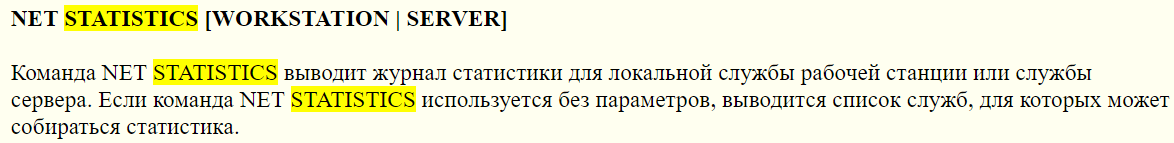 NET STATISTICS [WORKSTATION | SERVER]
Команда NET STATISTICS выводит журнал статистики для локальной службы рабочей станции или службы
сервера. Если команда NET STATISTICS используется без параметров, выводится список служб, для которых может
собираться статистика.